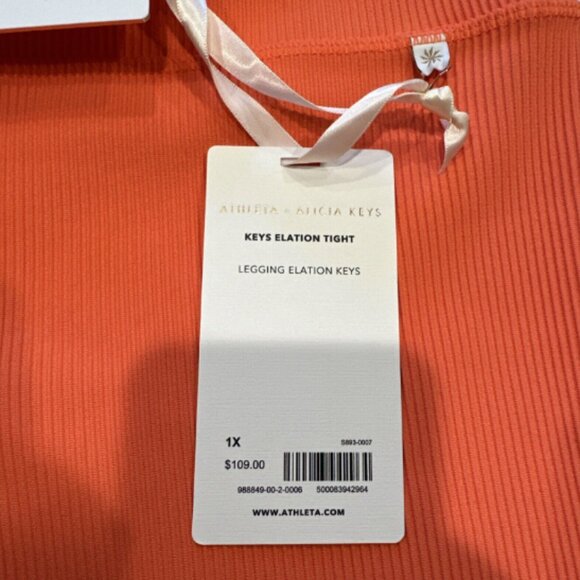 ATHLETA + ALICIA KEYS
KEYS ELATION TIGHT
LEGGING ELATION KEYS
1X
S893-0607
$109.00
988849-00-2-0006 500083942964
WWW.ATHLETA.COM